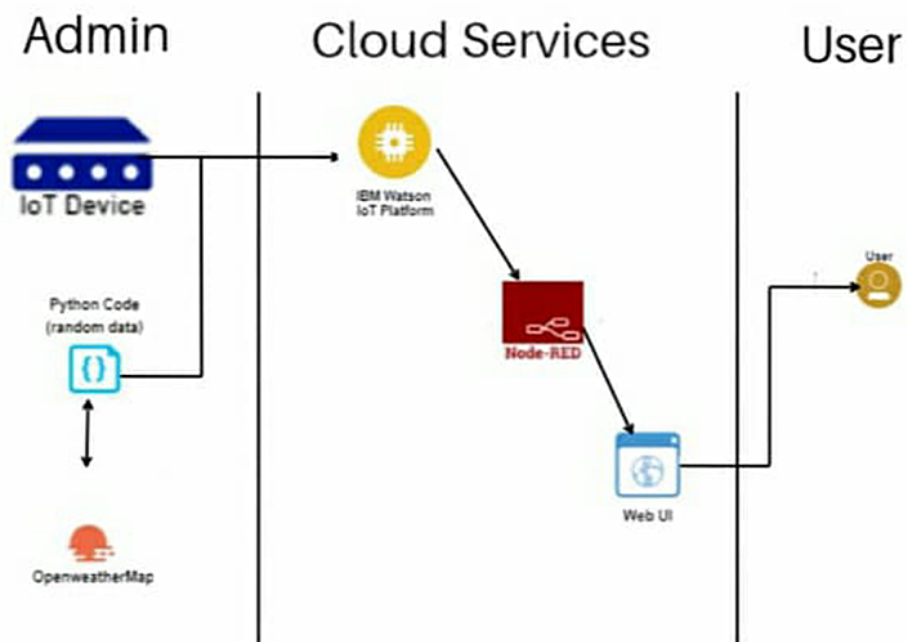 Admin
Cloud Services
User
IoT Device
IBM Watson
IoT Platform
Python Code
(random data)
{}
OpenweatherMap
Node-RED
Web UI
User